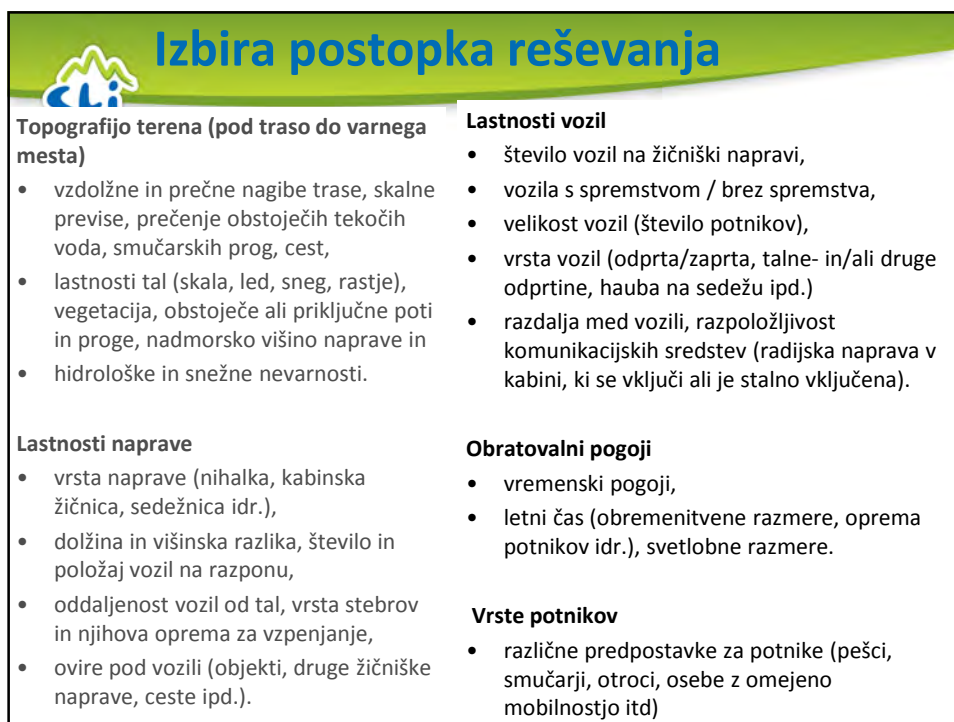 Izbira postopka reševanja
CLi
Topografijo terena (pod traso do varnega
mesta)
• vzdolžne in prečne nagibe trase, skalne
previse, prečenje obstoječih tekočih
voda, smučarskih prog, cest,
• lastnosti tal (skala, led, sneg, rastje),
vegetacija, obstoječe ali priključne poti
in proge, nadmorsko višino naprave in
• hidrološke in snežne nevarnosti.
Lastnosti naprave
• vrsta naprave (nihalka, kabinska
žičnica, sedežnica idr.),
• dolžina in višinska razlika, število in
položaj vozil na razponu,
• oddaljenost vozil od tal, vrsta stebrov
in njihova oprema za vzpenjanje,
• ovire pod vozili (objekti, druge žičniške
naprave, ceste ipd.).
Lastnosti vozil
• število vozil na žičniški napravi,
• vozila s spremstvom / brez spremstva,
• velikost vozil (število potnikov),
• vrsta vozil (odprta/zaprta, talne- in/ali druge
odprtine, hauba na sedežu ipd.)
• razdalja med vozili, razpoložljivost
komunikacijskih sredstev (radijska naprava v
kabini, ki se vključi ali je stalno vključena).
Obratovalni pogoji
• vremenski pogoji,
• letni čas (obremenitvene razmere, oprema
potnikov idr.), svetlobne razmere.
Vrste potnikov
• različne predpostavke za potnike (pešci,
smučarji, otroci, osebe z omejeno
mobilnostjo itd)